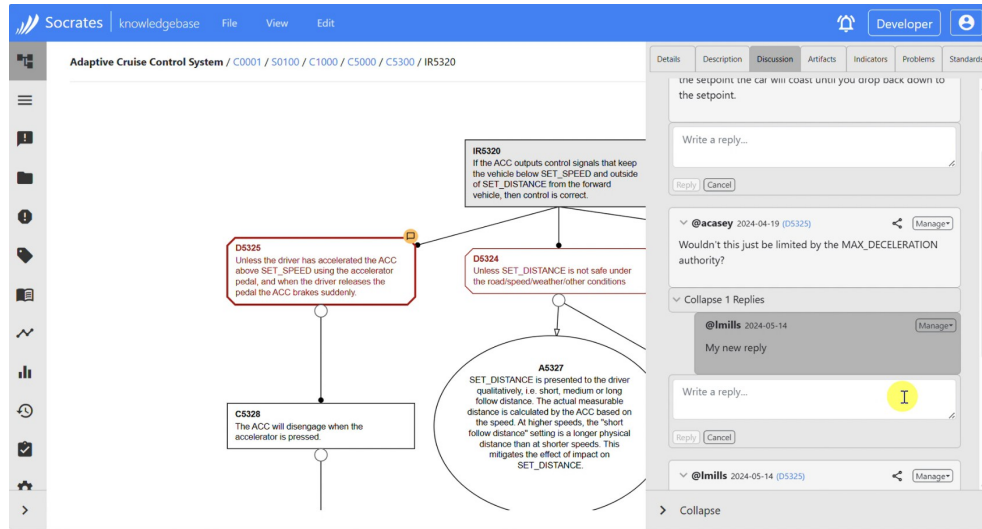 Socrates knowledgebase File View Edit Developer
Adaptive Cruise Control System / C0001 / S0100 / C1000 / C5000 / C5300 / IR5320
IR5320
If the ACC outputs control signals that keep
the vehicle below SET_SPEED and outside
of SET_DISTANCE from the forward
vehicle, then control is correct.
D5325
Unless the driver has accelerated the ACC
above SET_SPEED using the accelerator
pedal, and when the driver releases the
pedal the ACC brakes suddenly.
D5324
Unless SET_DISTANCE is not safe under
the road/speed/weather/other conditions
C5328
The ACC will disengage when the
accelerator is pressed.
A5327
SET_DISTANCE is presented to the driver
qualitatively, i.e. short, medium or long
follow distance. The actual measurable
distance is calculated by the ACC based on
the speed. At higher speeds, the "short
follow distance" setting is a longer physical
distance than at shorter speeds. This
mitigates the effect of impact on
SET_DISTANCE.
Details Description Discussion Artifacts Indicators Problems Standards
the setpoint the car will coast until you drop back down to
the setpoint.
Write a reply...
Reply Cancel
@acasey 2024-04-19 (D5325) Manage
Wouldn't this just be limited by the MAX_DECELERATION
authority?
Collapse 1 Replies
@lmills 2024-05-14 Manage
My new reply
Write a reply...
Reply Cancel
@lmills 2024-05-14 (D5325) Manage
Collapse